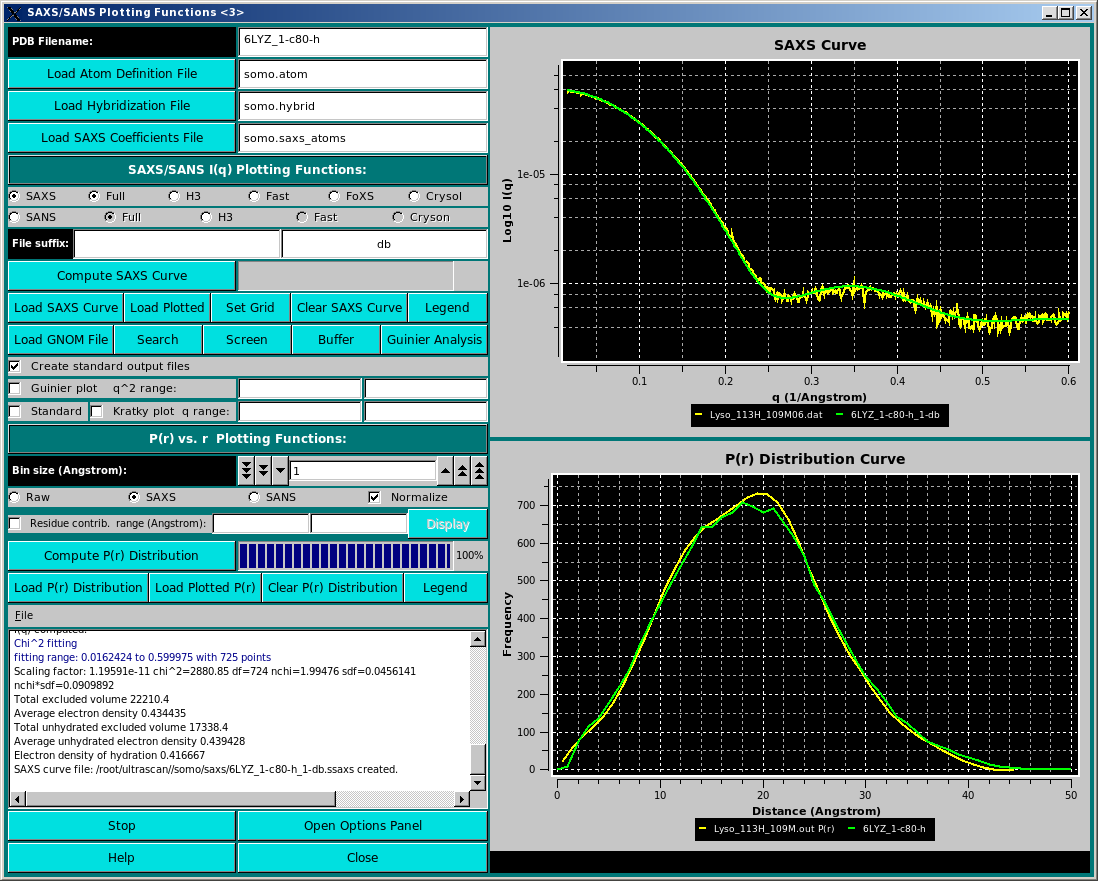 SAXS/SANS Plotting Functions <3>
PDB Filename: 6LYZ_1-c80-h
Load Atom Definition File somo.atom
Load Hybridization File somo.hybrid
Load SAXS Coefficients File somo.saxs_atoms
SAXS/SANS I(q) Plotting Functions:
SAXS Full H3 Fast FoXS Crysol
SANS Full H3 Fast Cryson
File suffix: db
Compute SAXS Curve
Load SAXS Curve Load Plotted Set Grid Clear SAXS Curve Legend
Load GNOM File Search Screen Buffer Guinier Analysis
Create standard output files
Guinier plot q^2 range:
Standard Kratky plot q range:
P(r) vs. r Plotting Functions:
Bin size (Angstrom): 1
Raw SAXS SANS Normalize
Residue contrib. range (Angstrom): Display
Compute P(r) Distribution 100%
Load P(r) Distribution Load Plotted P(r) Clear P(r) Distribution Legend
File
I(q) computed.
Chi^2 fitting
fitting range: 0.0162424 to 0.599975 with 725 points
Scaling factor: 1.19591e-11 chi^2=2880.85 df=724 nchi=1.99476 sdf=0.0456141
nchi*sdf=0.0909892
Total excluded volume 22210.4
Average electron density 0.434435
Total unhydrated excluded volume 17338.4
Average unhydrated electron density 0.439428
Electron density of hydration 0.416667
SAXS curve file: /root/ultrascan//somo/saxs/6LYZ_1-c80-h_1-db.ssaxs created.
Stop Open Options Panel
Help Close
SAXS Curve
Log10 I(q)
1e-05
1e-06
0.1 0.2 0.3 0.4 0.5 0.6
q (1/Angstrom)
Lyso_113H_109M06.dat 6LYZ_1-c80-h_1-db
P(r) Distribution Curve
Frequency
700
600
500
400
300
200
100
0
0 10 20 30 40 50
Distance (Angstrom)
Lyso_113H_109M.out P(r) 6LYZ_1-c80-h